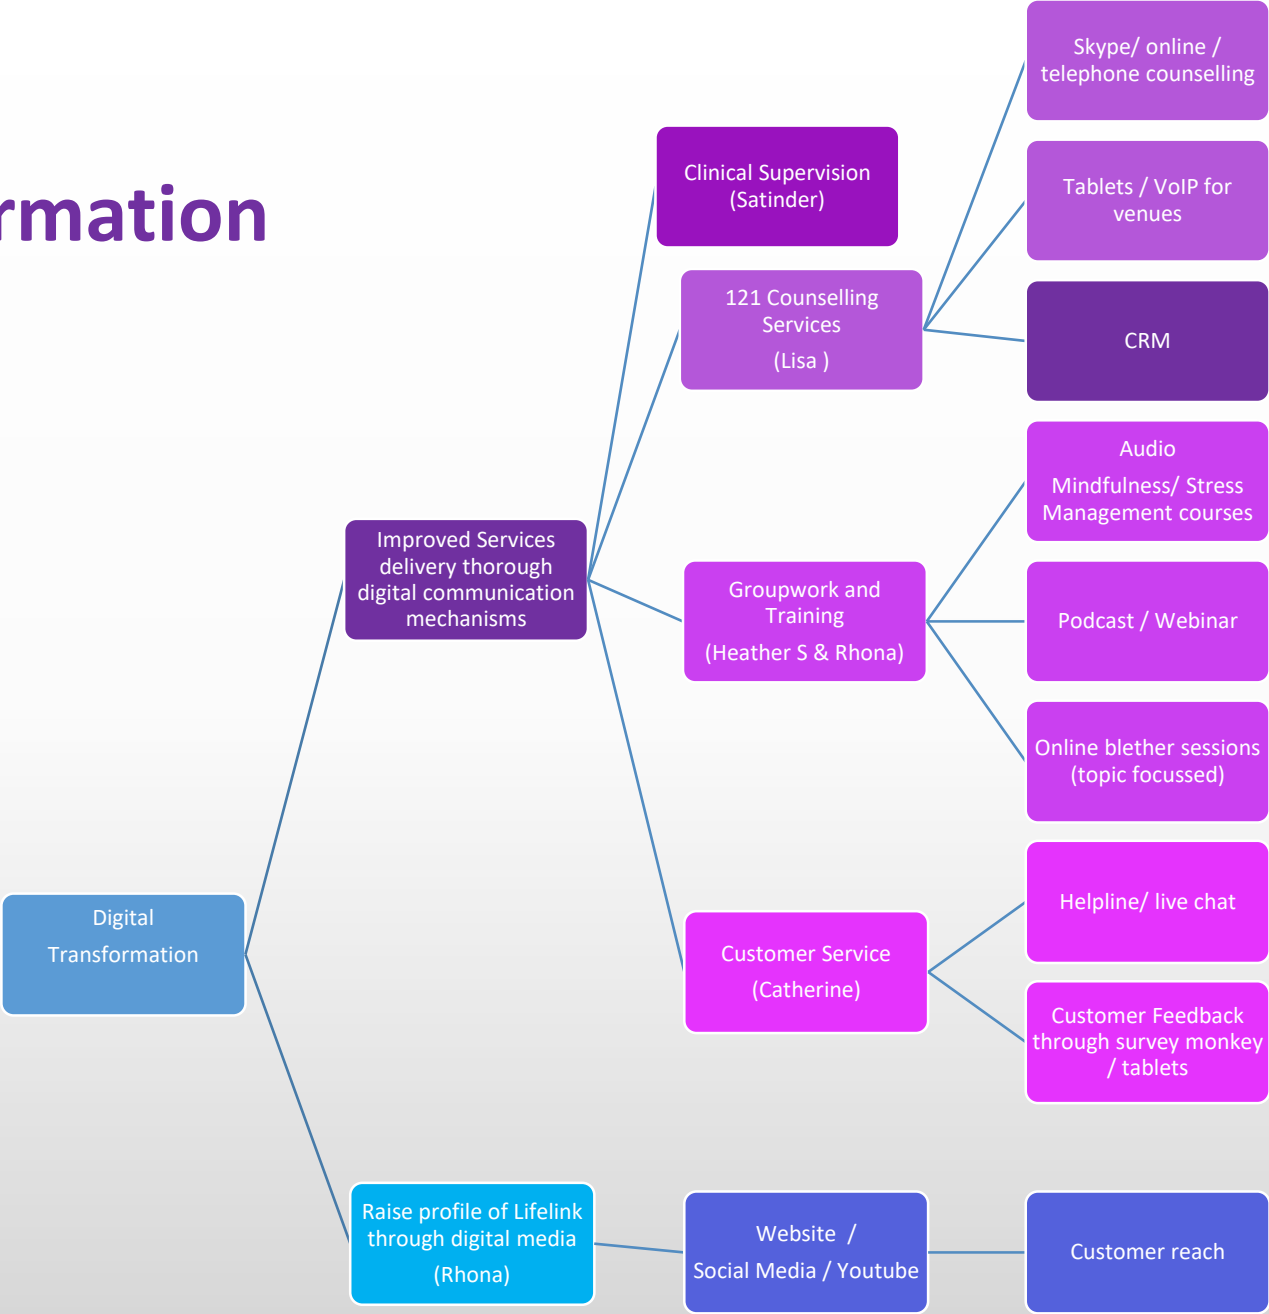 rmation
Skype/ online /
telephone counselling
Clinical Supervision
(Satinder)
Tablets / VoIP for
venues
121 Counselling
Services
(Lisa )
CRM
Audio
Mindfulness/ Stress
Management courses
Improved Services
delivery thorough
digital communication
mechanisms
Groupwork and
Training
(Heather S & Rhona)
Podcast / Webinar
Online blether sessions
(topic focussed)
Helpline/ live chat
Digital
Transformation
Customer Service
(Catherine)
Customer Feedback
through survey monkey
/ tablets
Raise profile of Lifelink
through digital media
(Rhona)
Website  /
Social Media / Youtube
Customer reach